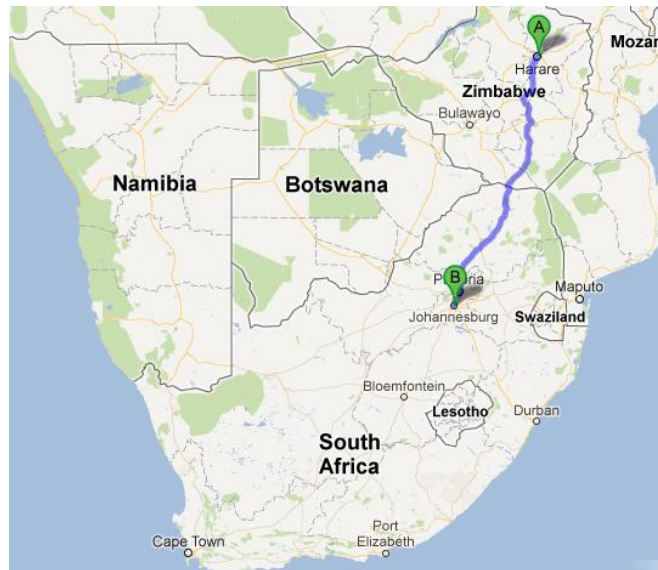 A
Mozar
Harare
Zimbabwe
Bulawayo
Namibia
Botswana
B
Maputo
Johannesburg
Swaziland
Bloemfontein
Lesotho
Durban
South
Africa
Cape Town
Port
Elizabeth